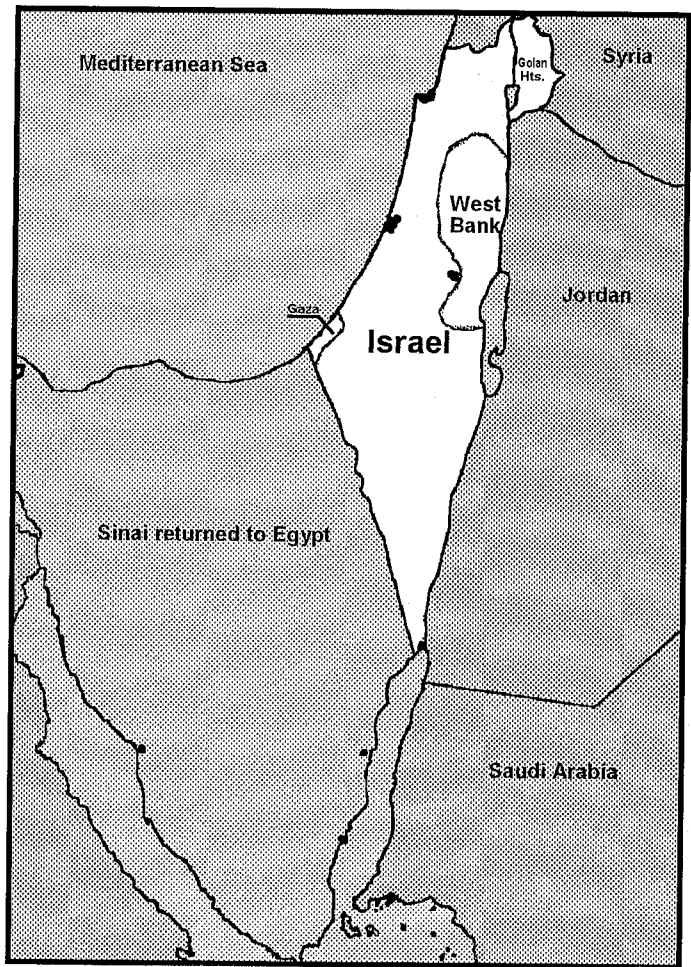 Mediterranean Sea
Syria
Golan
Hts.
West
Bank
Jordan
Gaza
Israel
Sinai returned to Egypt
Saudi Arabia